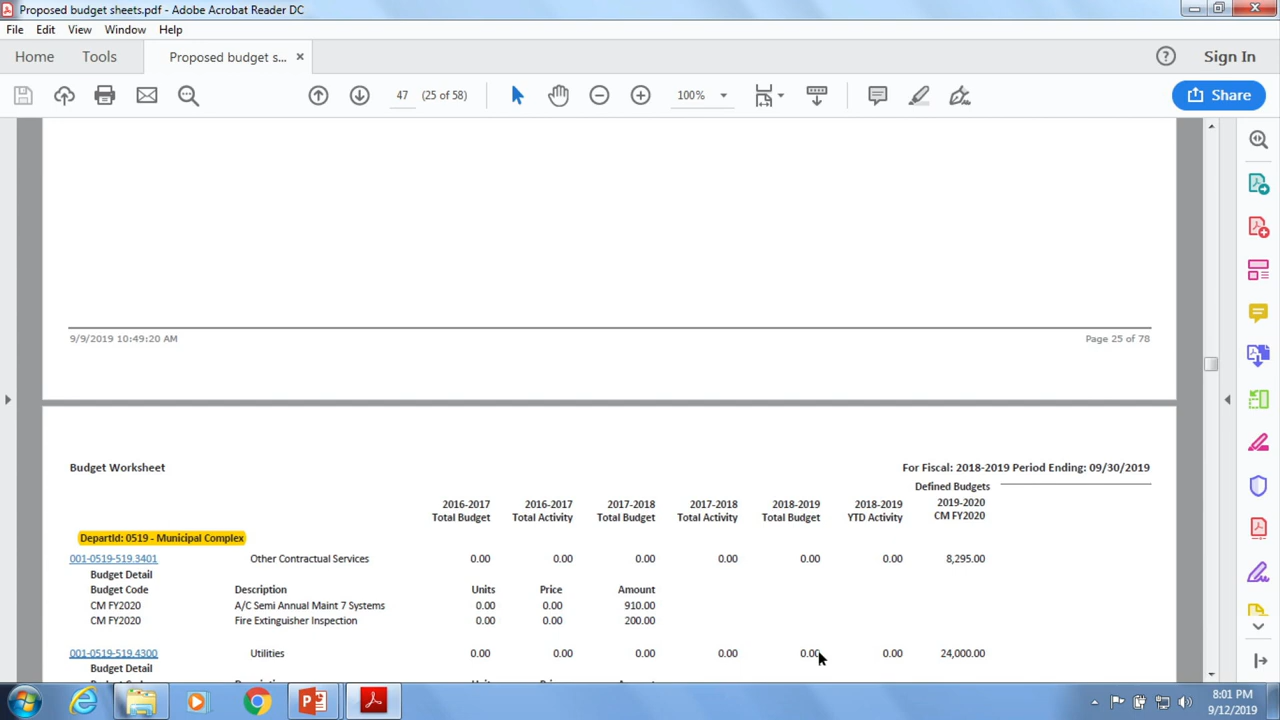 Proposed budget sheets.pdf - Adobe Acrobat Reader DC
File Edit View Window Help
Home Tools Proposed budget s... × ? Sign In
47 (25 of 58) 100% Share
9/9/2019 10:49:20 AM Page 25 of 78
Budget Worksheet For Fiscal: 2018-2019 Period Ending: 09/30/2019
Defined Budgets
2016-2017 2016-2017 2017-2018 2017-2018 2018-2019 2018-2019 2019-2020
Total Budget Total Activity Total Budget Total Activity Total Budget YTD Activity CM FY2020
DepartId: 0519 - Municipal Complex
001-0519-519.3401 Other Contractual Services 0.00 0.00 0.00 0.00 0.00 0.00 8,295.00
Budget Detail
Budget Code Description Units Price Amount
CM FY2020 A/C Semi Annual Maint 7 Systems 0.00 0.00 910.00
CM FY2020 Fire Extinguisher Inspection 0.00 0.00 200.00
001-0519-519.4300 Utilities 0.00 0.00 0.00 0.00 0.00 0.00 24,000.00
Budget Detail
8:01 PM
9/12/2019